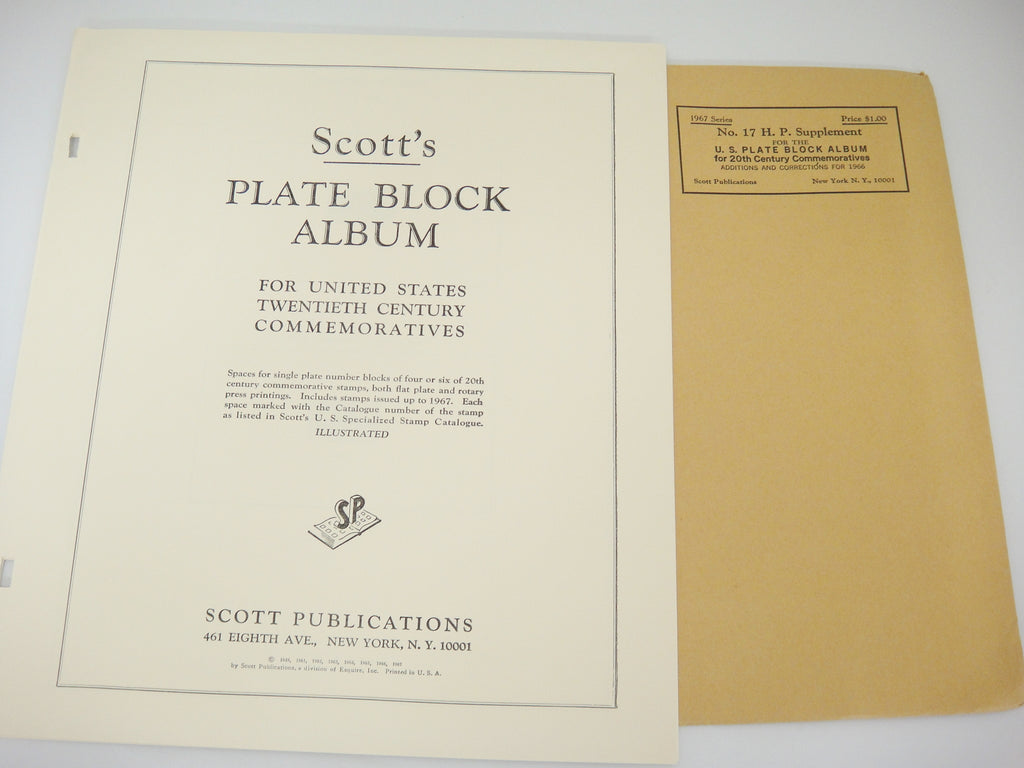 Scott's
PLATE BLOCK
ALBUM
FOR UNITED STATES
TWENTIETH CENTURY
COMMEMORATIVES
Spaces for single plate number blocks of four or six of 20th
century commemorative stamps, both flat plate and rotary
press printings. Includes stamps issued up to 1967. Each
space marked with the Catalogue number of the stamp
as listed in Scott's U. S. Specialized Stamp Catalogue.
ILLUSTRATED
SP
SCOTT PUBLICATIONS
461 EIGHTH AVE., NEW YORK, N. Y. 10001
by Scott Publications, a division of Esquire, Inc. Printed in U. S. A.
1967 Series Price $1.00
No. 17 H. P. Supplement
FOR THE
U. S. PLATE BLOCK ALBUM
for 20th Century Commemoratives
ADDITIONS AND CORRECTIONS FOR 1966
Scott Publications New York N. Y., 10001